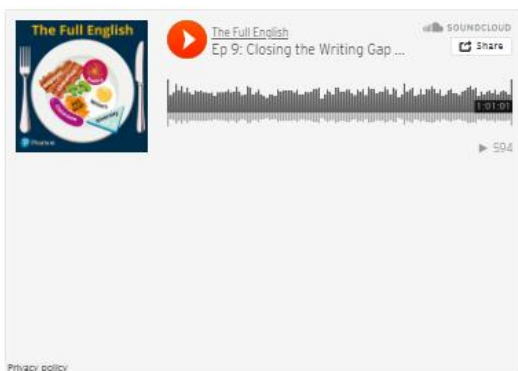 The Full English
Pearson
The Full English
Ep 9: Closing the Writing Gap ...
SOUNDCLOUD
Share
1:01:01
594
Privacy policy